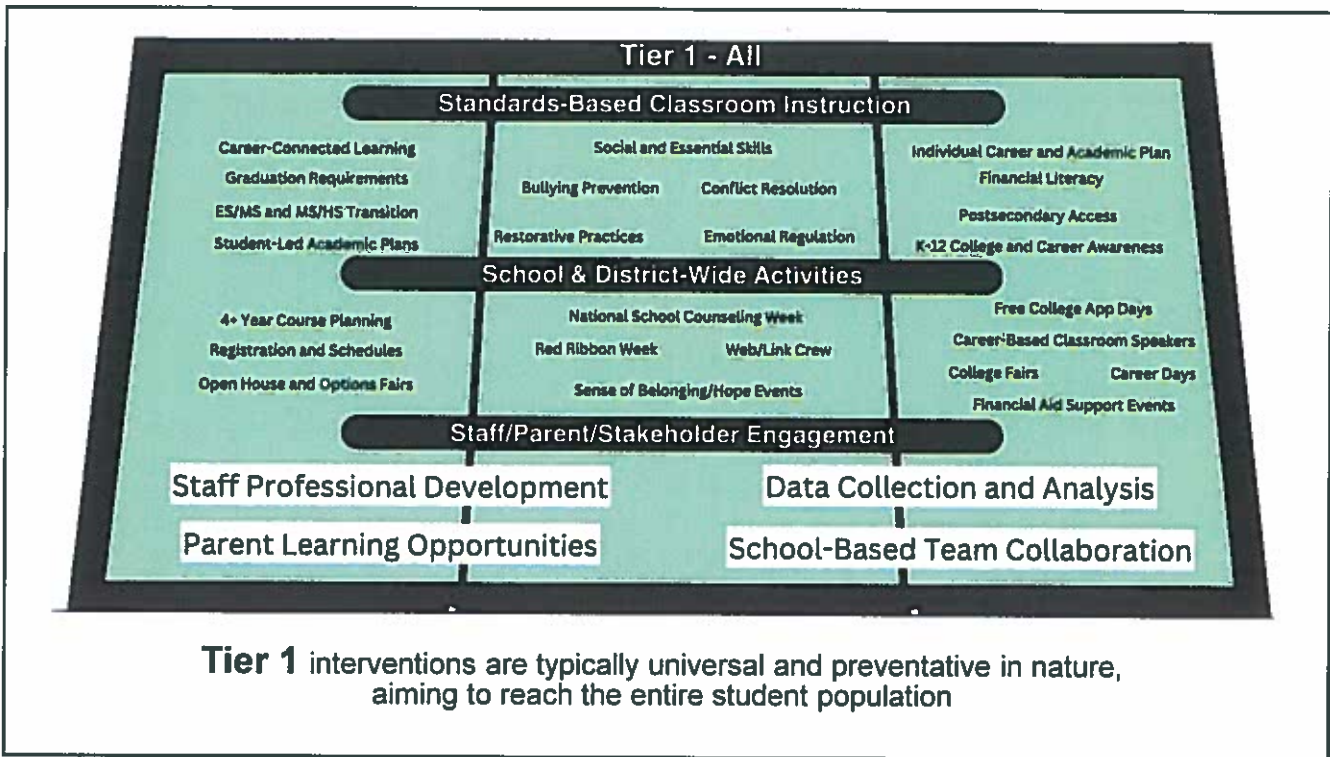 Tier 1 - All
Standards-Based Classroom Instruction
Career-Connected Learning
Graduation Requirements
ES/MS and MS/HS Transition
Student-Led Academic Plans
Social and Essential Skills
Bullying Prevention
Conflict Resolution
Restorative Practices
Emotional Regulation
Individual Career and Academic Plan
Financial Literacy
Postsecondary Access
K-12 College and Career Awareness
School & District-Wide Activities
4+ Year Course Planning
Registration and Schedules
Open House and Options Fairs
National School Counseling Week
Red Ribbon Week
Web/Link Crew
Sense of Belonging/Hope Events
Free College App Days
Career-Based Classroom Speakers
College Fairs
Career Days
Financial Aid Support Events
Staff/Parent/Stakeholder Engagement
Staff Professional Development
Data Collection and Analysis
Parent Learning Opportunities
School-Based Team Collaboration
Tier 1 interventions are typically universal and preventative in nature,
aiming to reach the entire student population